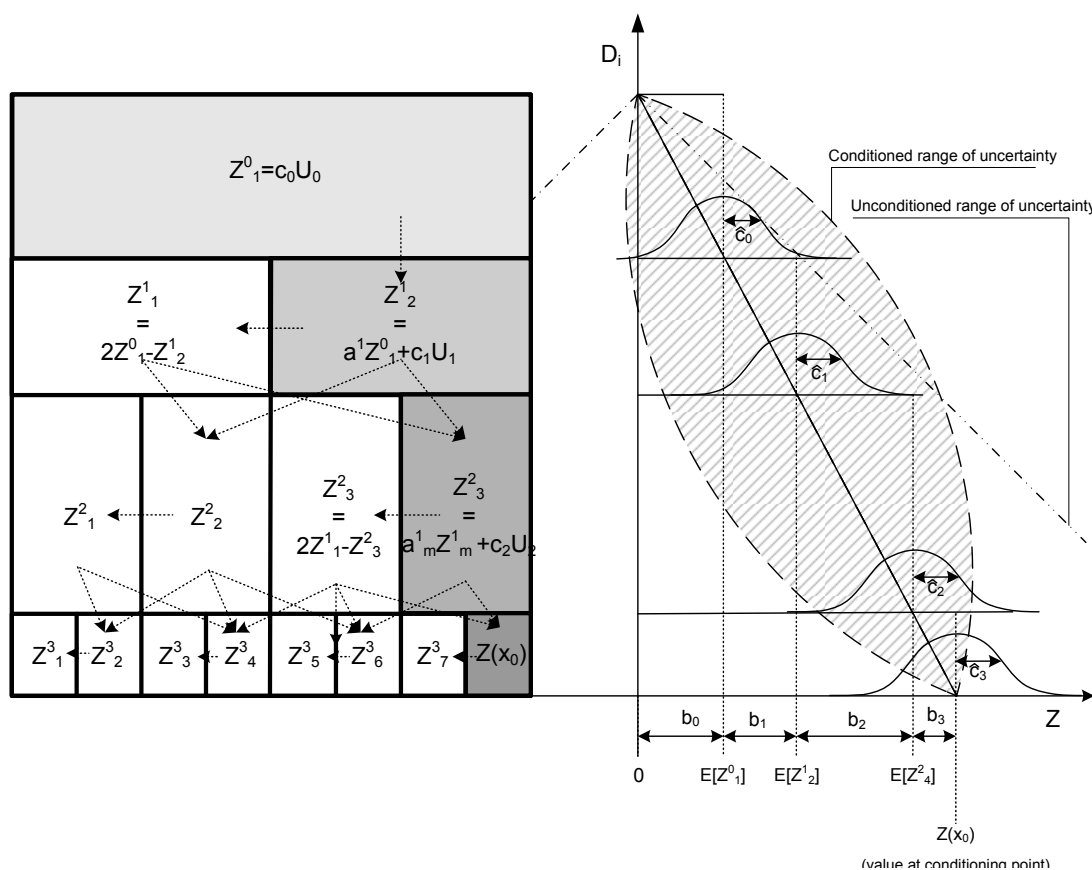 Dᵢ
Z⁰₁=c₀U₀
Conditioned range of uncertainty
Unconditioned range of uncertainty
ĉ₀
Z¹₁
=
2Z⁰₁-Z¹₂
Z¹₂
=
a¹Z⁰₁+c₁U₁
ĉ₁
Z²₁
Z²₂
Z²₃
=
2Z¹₁-Z²₃
Z²₃
=
a¹ₘZ¹ₘ+c₂U₂
ĉ₂
Z³₁
Z³₂
Z³₃
Z³₄
Z³₅
Z³₆
Z³₇
Z(x₀)
ĉ₃
Z
b₀
b₁
b₂
b₃
0
E[Z⁰₁]
E[Z¹₂]
E[Z²₄]
Z(x₀)
(value at conditioning point)